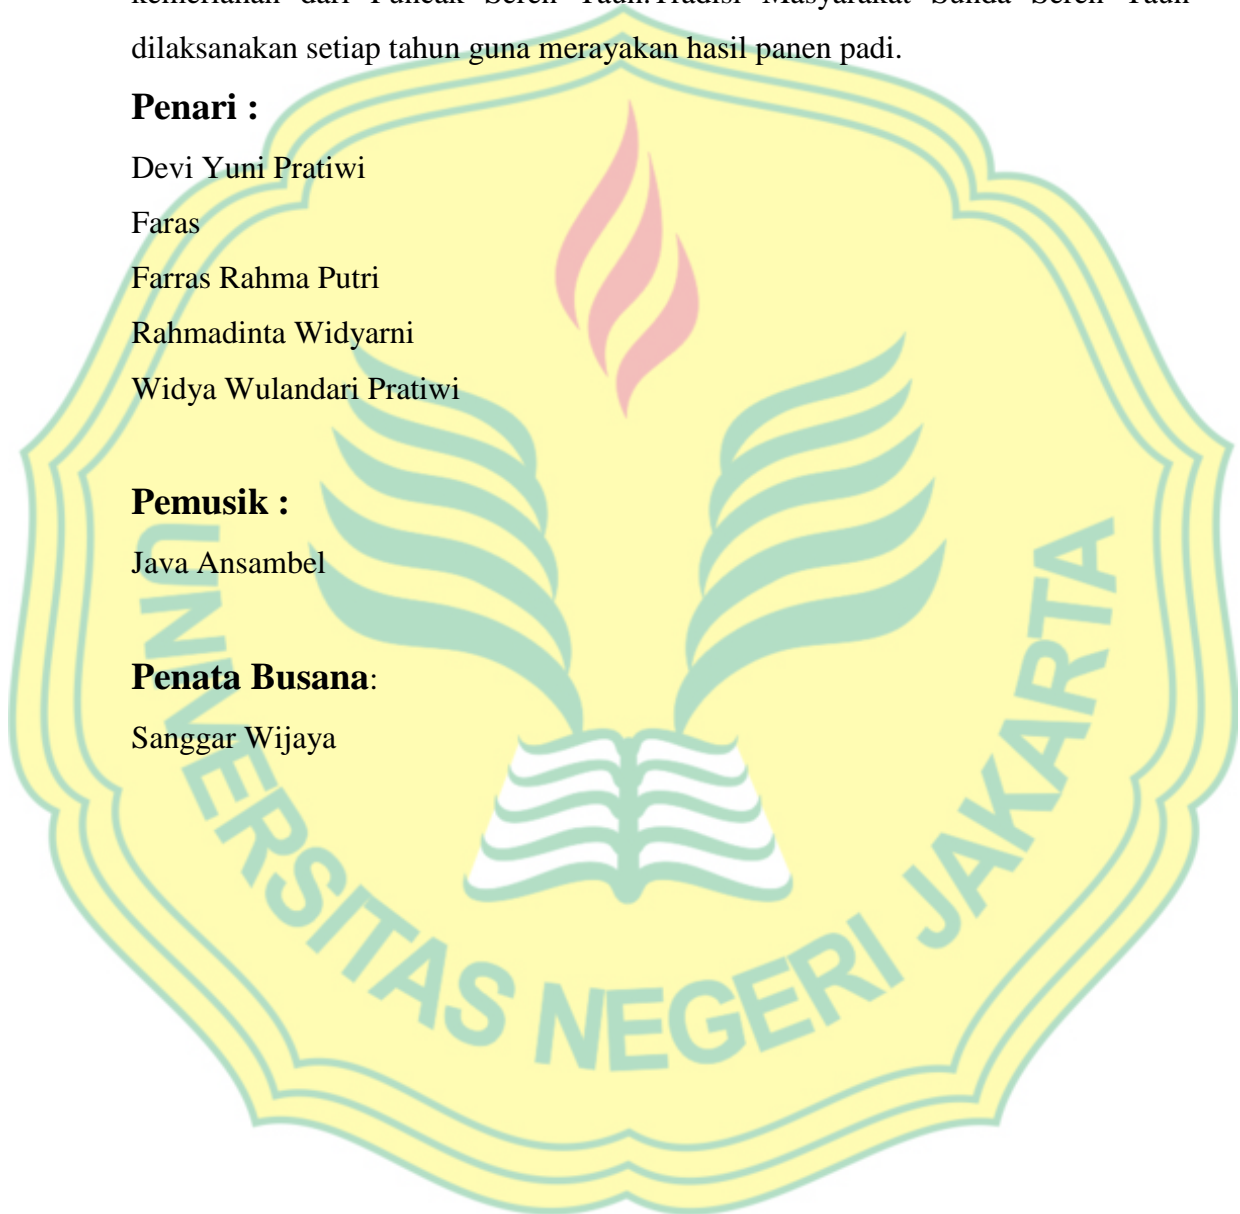 kemeriahan dari Puncak Seren Taun.Tradisi Masyarakat Sunda Seren Taun
dilaksanakan setiap tahun guna merayakan hasil panen padi.
Penari :
Devi Yuni Pratiwi
Faras
Farras Rahma Putri
Rahmadinta Widyarni
Widya Wulandari Pratiwi
Pemusik :
Java Ansambel
Penata Busana:
Sanggar Wijaya
UNIVERSITAS NEGERI JAKARTA